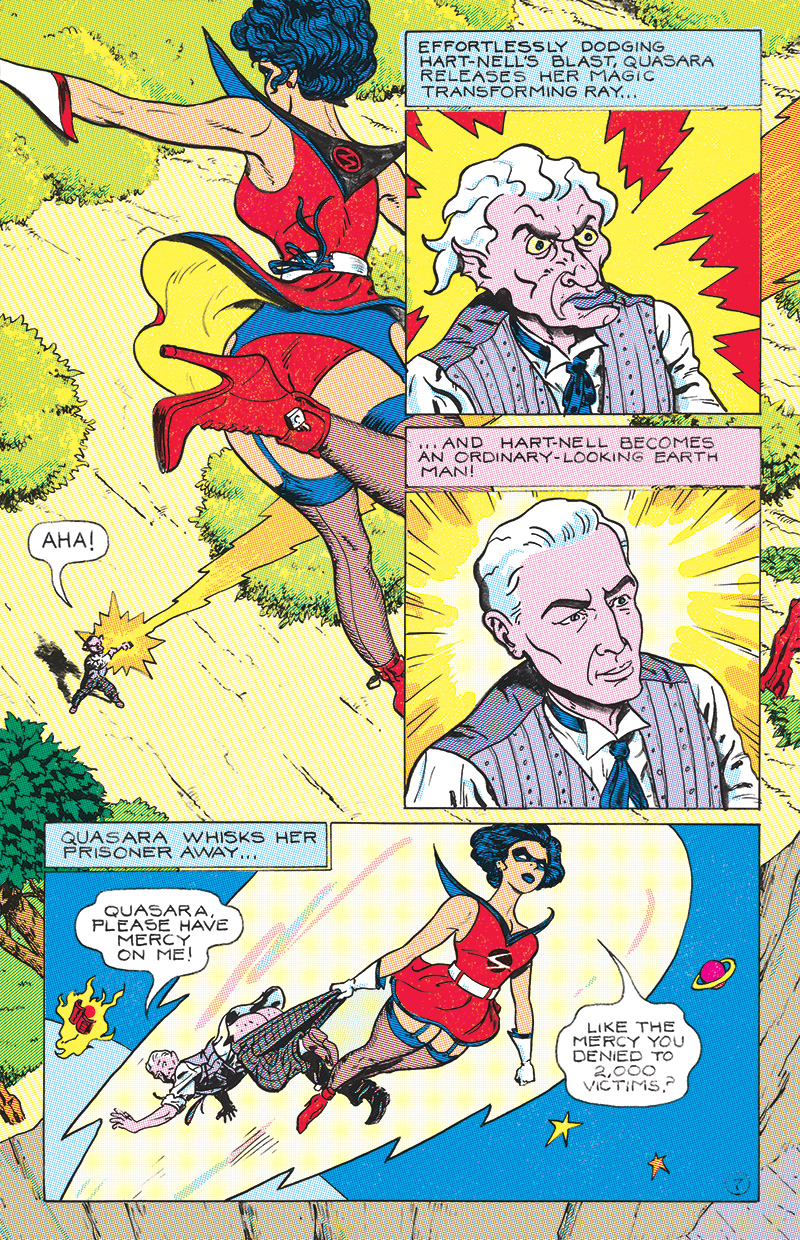 EFFORTLESSLY DODGING
HART-NELL'S BLAST, QUASARA
RELEASES HER MAGIC
TRANSFORMING RAY...
...AND HART-NELL BECOMES
AN ORDINARY-LOOKING EARTH
MAN!
AHA!
QUASARA WHISKS HER
PRISONER AWAY...
QUASARA,
PLEASE HAVE
MERCY
ON ME!
LIKE THE
MERCY YOU
DENIED TO
2,000
VICTIMS?
7